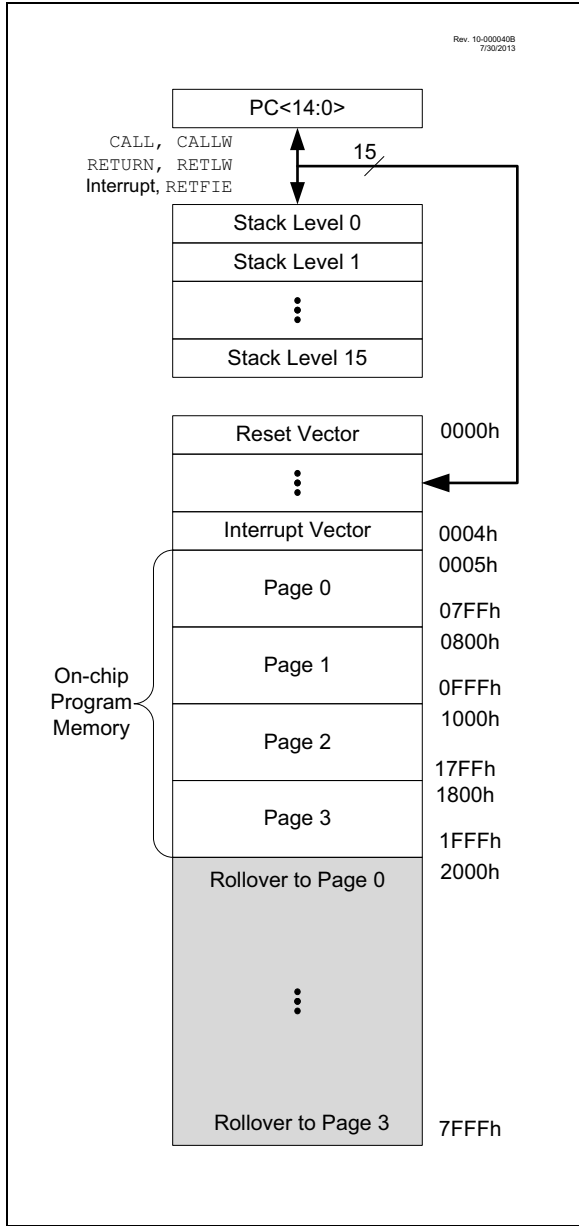 Rev. 10-000040B
7/30/2013
PC<14:0>
CALL, CALLW
RETURN, RETLW
Interrupt, RETFIE
15
Stack Level 0
Stack Level 1
Stack Level 15
Reset Vector
0000h
Interrupt Vector
0004h
0005h
Page 0
07FFh
0800h
Page 1
0FFFh
On-chip
Program
Memory
1000h
Page 2
17FFh
1800h
Page 3
1FFFh
Rollover to Page 0
2000h
Rollover to Page 3
7FFFh